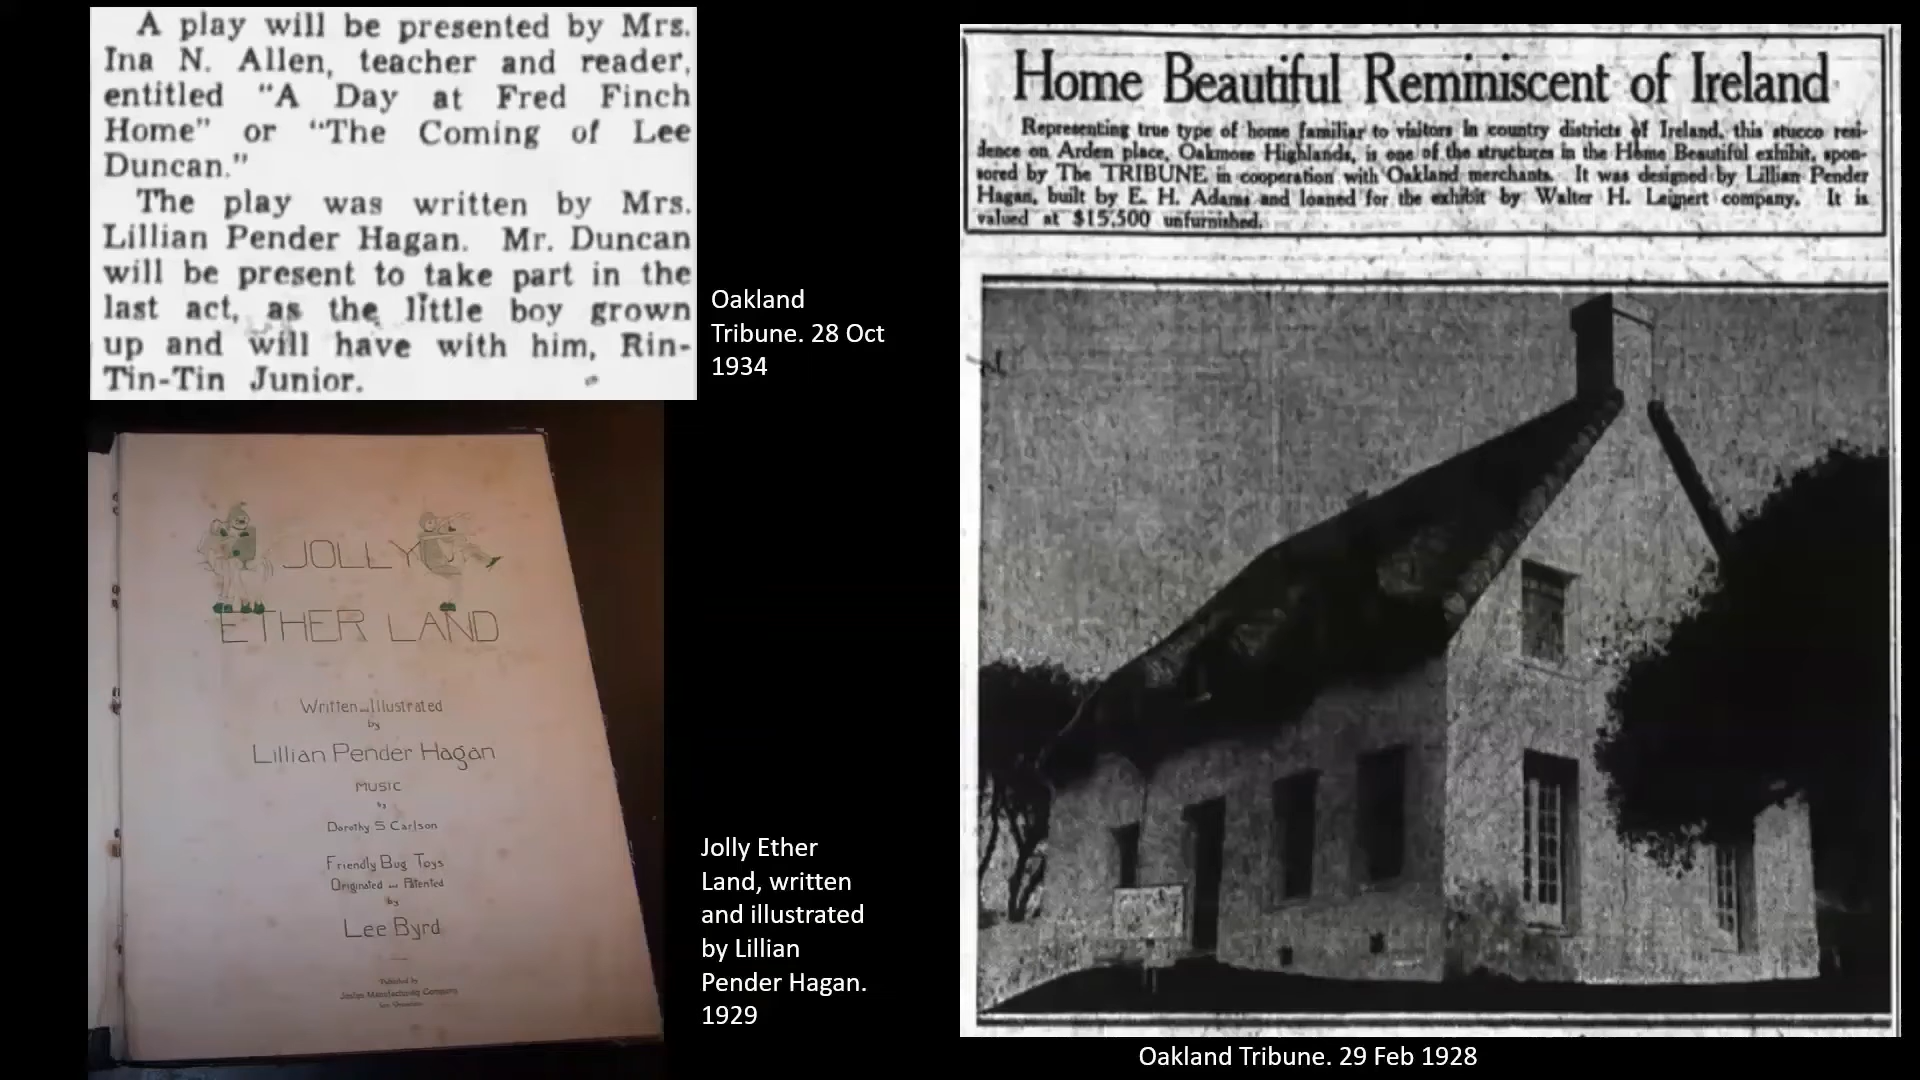 A play will be presented by Mrs.
Ina N. Allen, teacher and reader,
entitled "A Day at Fred Finch
Home" or "The Coming of Lee
Duncan."
The play was written by Mrs.
Lillian Pender Hagan. Mr. Duncan
will be present to take part in the
last act, as the little boy grown
up and will have with him, Rin-
Tin-Tin Junior.
Oakland
Tribune. 28 Oct
1934
JOLLY
ETHER LAND
Written and Illustrated
by
Lillian Pender Hagan
MUSIC
by
Dorothy S Carlson
Friendly Bug Toys
Originated and Patented
by
Lee Byrd
Published by
Joslyn Manufacturing Company
San Francisco
Jolly Ether
Land, written
and illustrated
by Lillian
Pender Hagan.
1929
Home Beautiful Reminiscent of Ireland
Representing true type of home familiar to visitors in country districts of Ireland, this stucco resi-
dence on Arden place, Oakmore Highlands, is one of the structures in the Home Beautiful exhibit, spon-
sored by The TRIBUNE in cooperation with Oakland merchants. It was designed by Lillian Pender
Hagan, built by E. H. Adams and loaned for the exhibit by Walter H. Leimert company. It is
valued at $15,500 unfurnished.
Oakland Tribune. 29 Feb 1928